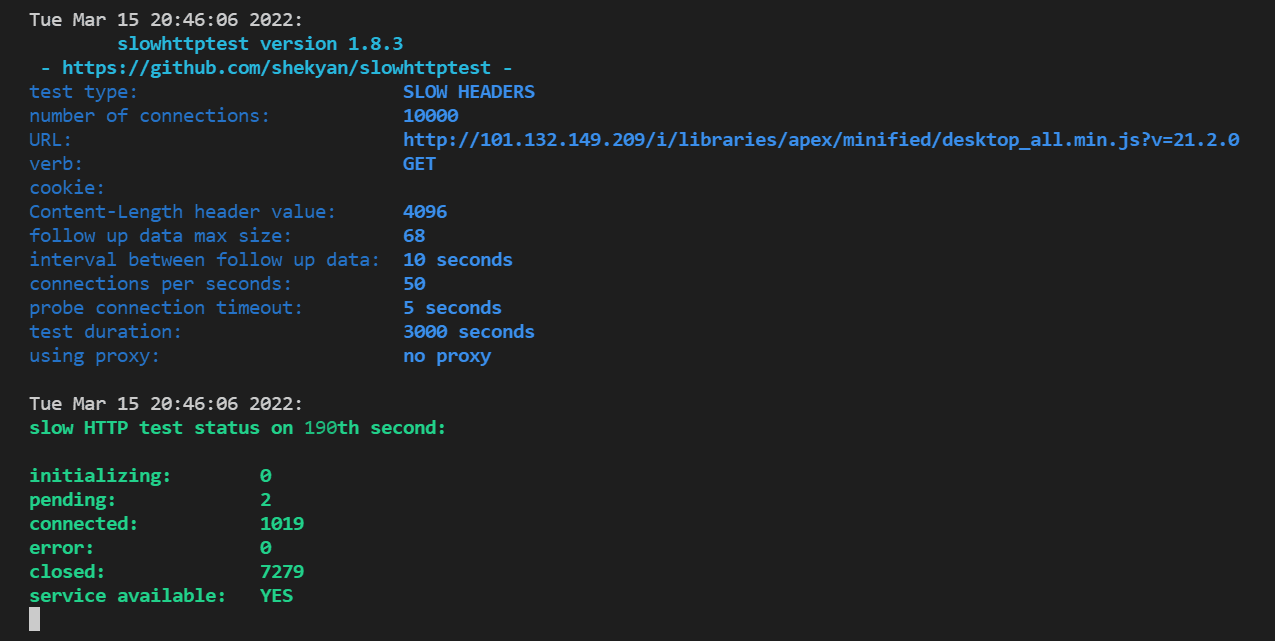 Tue Mar 15 20:46:06 2022:
slowhttptest version 1.8.3
- https://github.com/shekyan/slowhttptest -
test type: SLOW HEADERS
number of connections: 10000
URL: http://101.132.149.209/i/libraries/apex/minified/desktop_all.min.js?v=21.2.0
verb: GET
cookie:
Content-Length header value: 4096
follow up data max size: 68
interval between follow up data: 10 seconds
connections per seconds: 50
probe connection timeout: 5 seconds
test duration: 3000 seconds
using proxy: no proxy
Tue Mar 15 20:46:06 2022:
slow HTTP test status on 190th second:
initializing: 0
pending: 2
connected: 1019
error: 0
closed: 7279
service available: YES